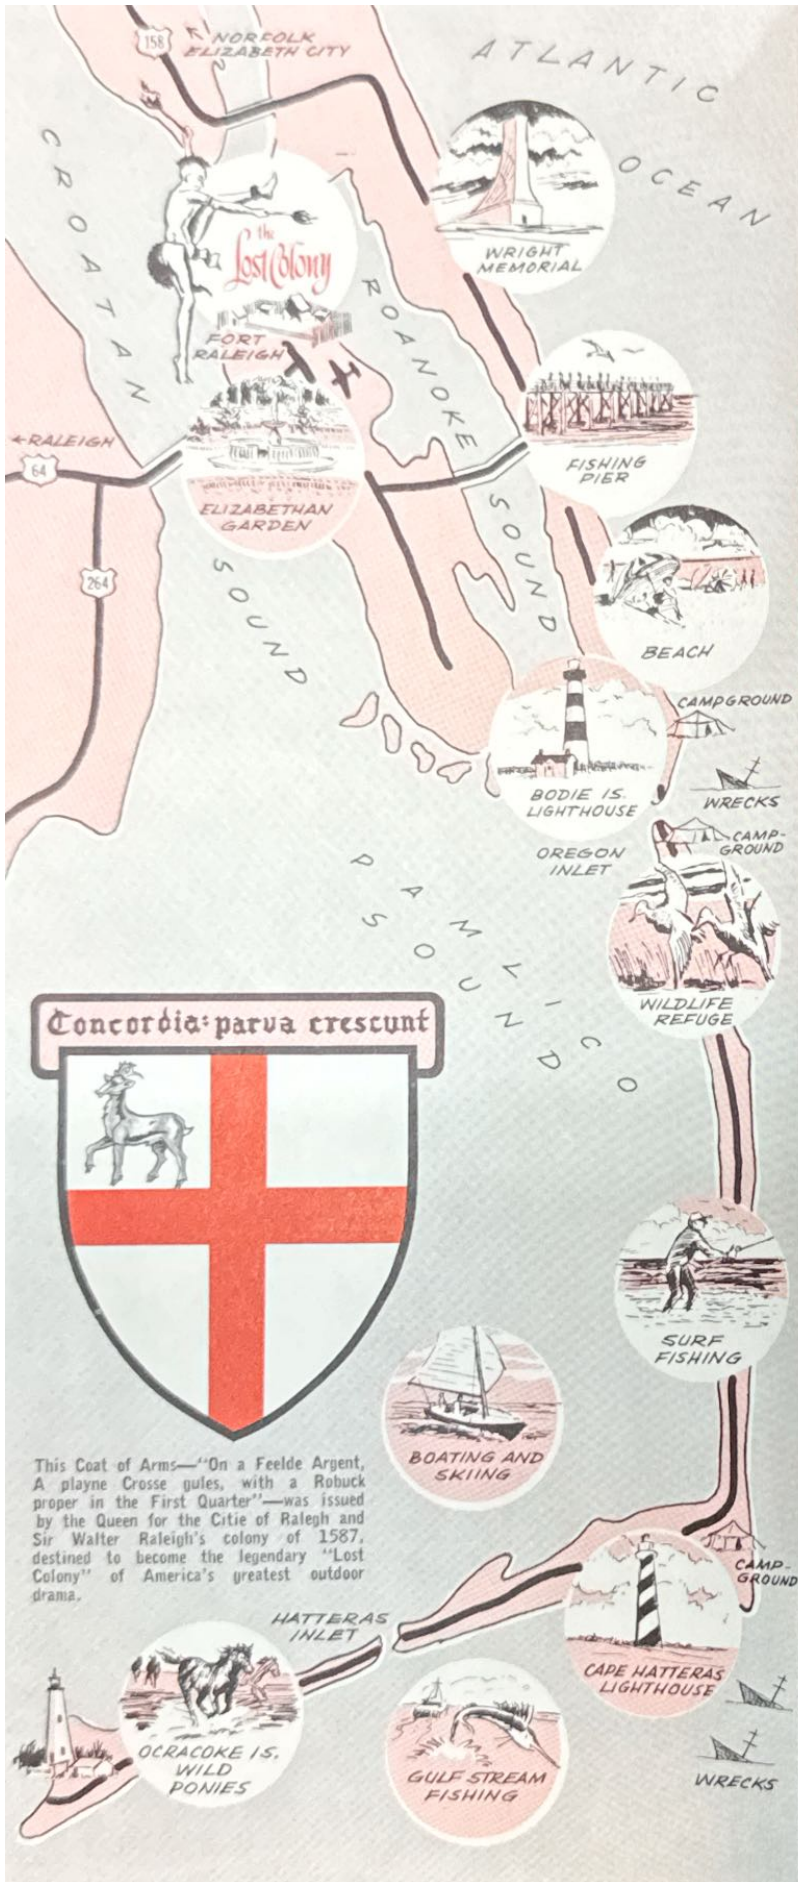 158
NORFOLK
ELIZABETH CITY
ATLANTIC
OCEAN
CROATAN
SOUND
WRIGHT
MEMORIAL
the
Lost Colony
FORT
RALEIGH
ROANOKE
SOUND
FISHING
PIER
RALEIGH
64
264
ELIZABETHAN
GARDEN
BEACH
CAMPGROUND
BODIE IS.
LIGHTHOUSE
WRECKS
OREGON
INLET
CAMP-
GROUND
WILDLIFE
REFUGE
PAMLICO
SOUND
Concordia: parva crescunt
SURF
FISHING
BOATING AND
SKIING
This Coat of Arms—"On a Feelde Argent,
A playne Crosse gules, with a Robuck
proper in the First Quarter"—was issued
by the Queen for the Citie of Ralegh and
Sir Walter Raleigh's colony of 1587,
destined to become the legendary "Lost
Colony" of America's greatest outdoor
drama.
CAMP-
GROUND
HATTERAS
INLET
CAPE HATTERAS
LIGHTHOUSE
OCRACOKE IS.
WILD
PONIES
GULF STREAM
FISHING
WRECKS